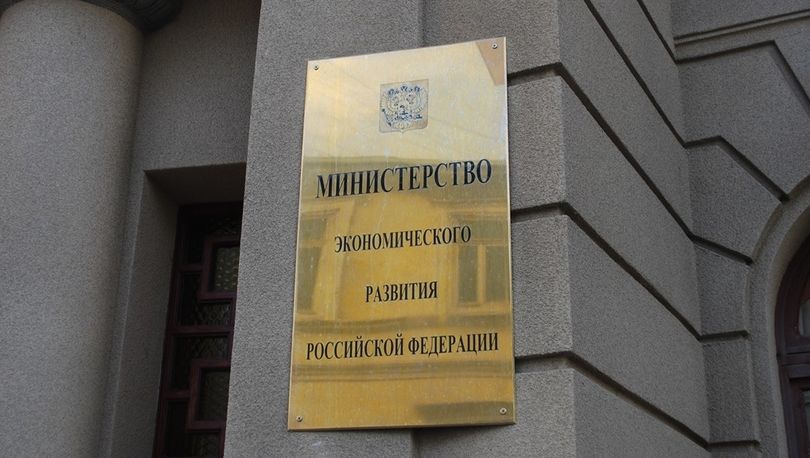 МИНИСТЕРСТВО
ЭКОНОМИЧЕСКОГО
РАЗВИТИЯ
РОССИЙСКОЙ ФЕДЕРАЦИИ